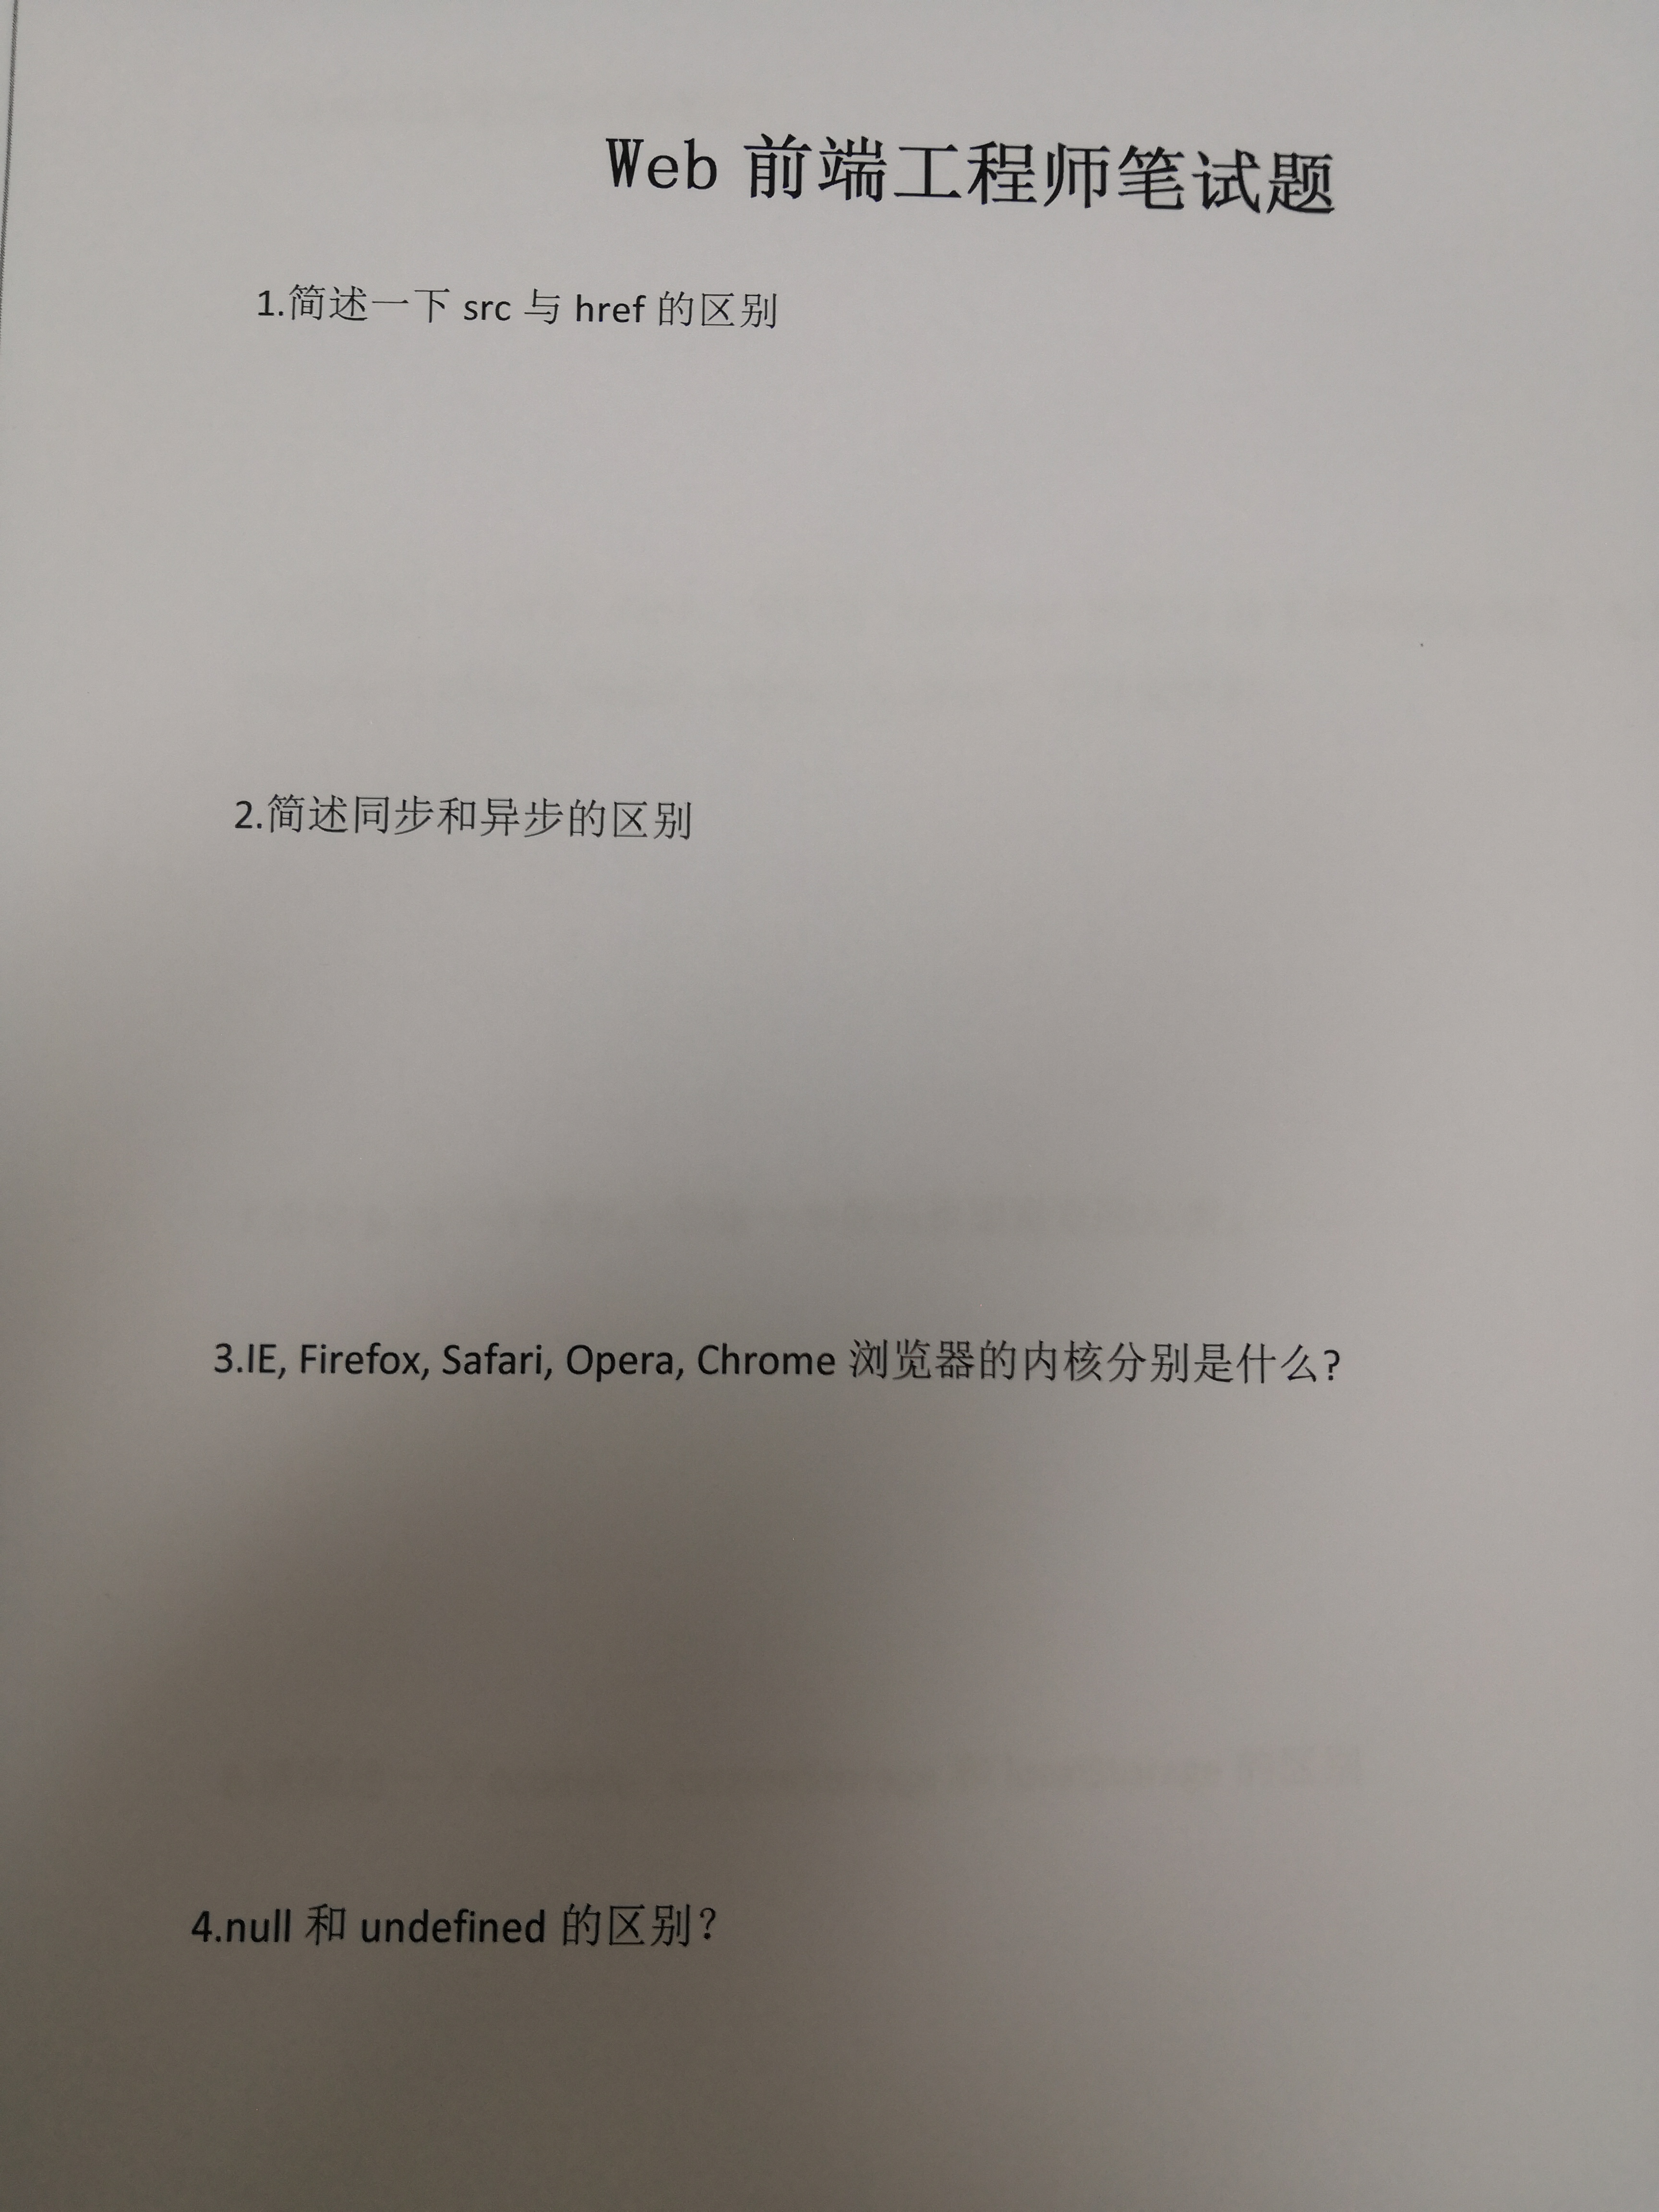 Web 前端工程师笔试题
1.简述一下 src 与 href 的区别
2.简述同步和异步的区别
3.IE, Firefox, Safari, Opera, Chrome 浏览器的内核分别是什么?
4.null 和 undefined 的区别?